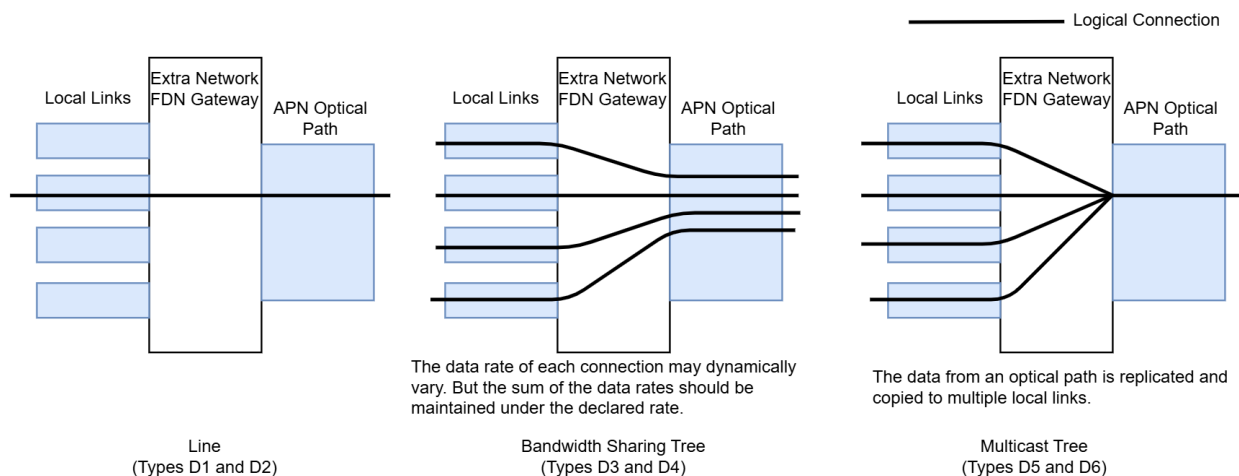 Logical Connection
Local Links
Extra Network
FDN Gateway
APN Optical
Path
Local Links
Extra Network
FDN Gateway
APN Optical
Path
Local Links
Extra Network
FDN Gateway
APN Optical
Path
The data rate of each connection may dynamically
vary. But the sum of the data rates should be
maintained under the declared rate.
The data from an optical path is replicated and
copied to multiple local links.
Line
(Types D1 and D2)
Bandwidth Sharing Tree
(Types D3 and D4)
Multicast Tree
(Types D5 and D6)